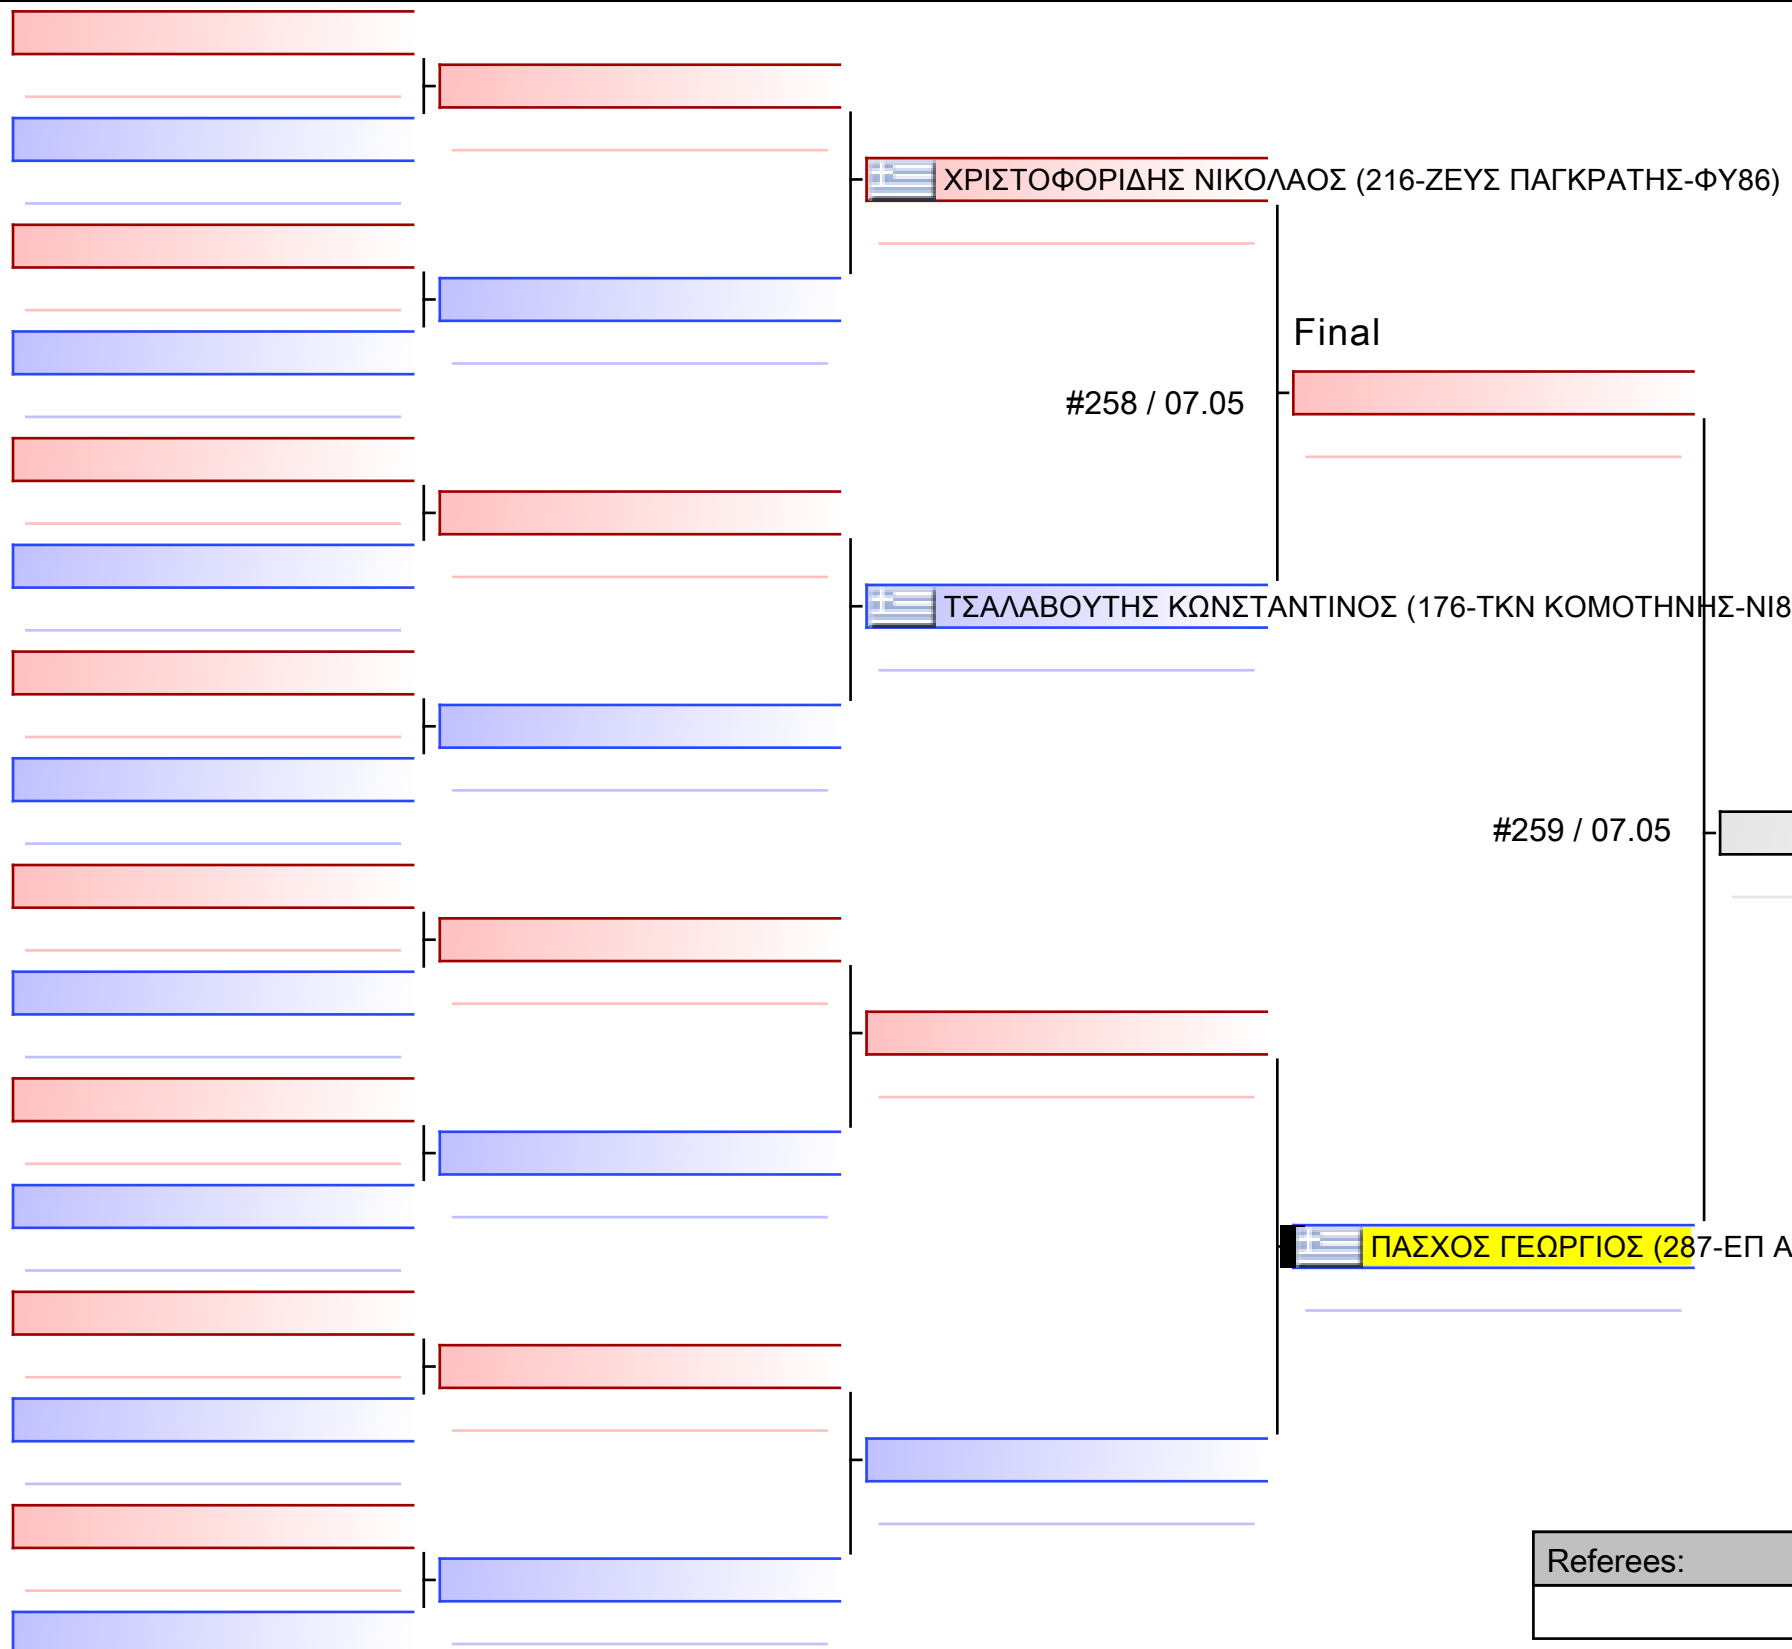 ΧΡΙΣΤΟΦΟΡΙΔΗΣ ΝΙΚΟΛΑΟΣ (216-ΖΕΥΣ ΠΑΓΚΡΑΤΗΣ-ΦΥ86)
Final
#258 / 07.05
ΤΣΑΛΑΒΟΥΤΗΣ ΚΩΝΣΤΑΝΤΙΝΟΣ (176-ΤΚΝ ΚΟΜΟΤΗΝΗΣ-ΝΙ8
#259 / 07.05
ΠΑΣΧΟΣ ΓΕΩΡΓΙΟΣ (287-ΕΠ Α
Referees: